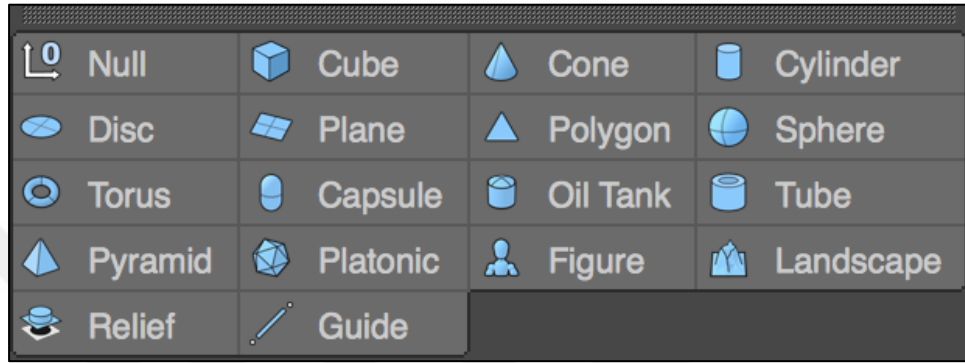 0 Null Cube Cone Cylinder
Disc Plane Polygon Sphere
Torus Capsule Oil Tank Tube
Pyramid Platonic Figure Landscape
Relief Guide